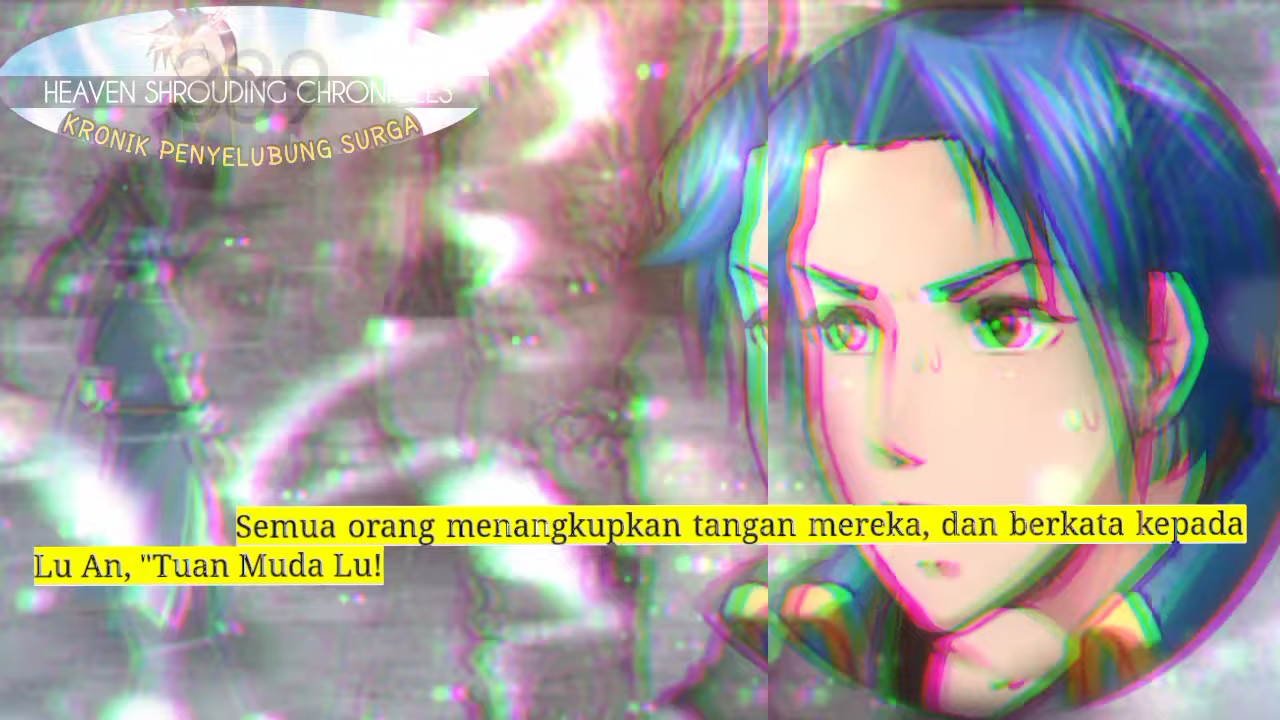 HEAVEN SHROUDING CHRONICLES
KRONIK PENYELUBUNG SURGA
Semua orang menangkupkan tangan mereka, dan berkata kepada
Lu An, "Tuan Muda Lu!